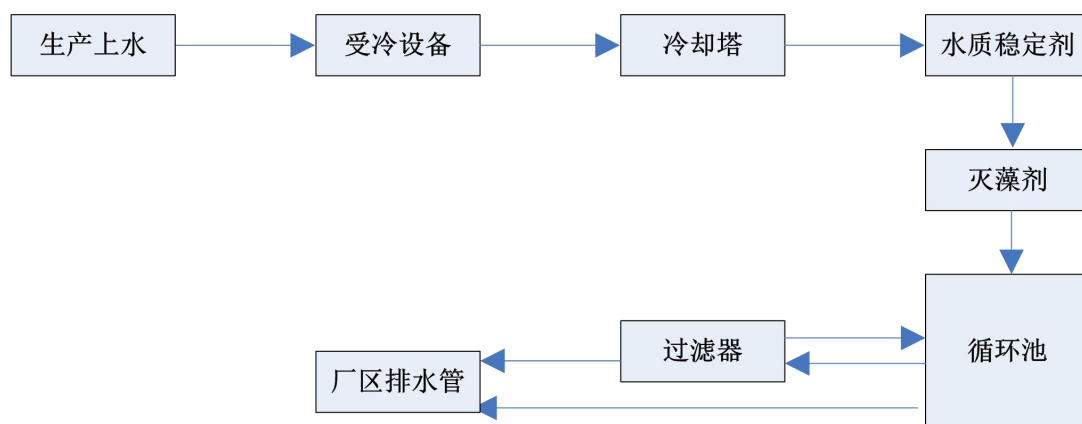 生产上水
受冷设备
冷却塔
水质稳定剂
灭藻剂
过滤器
循环池
厂区排水管